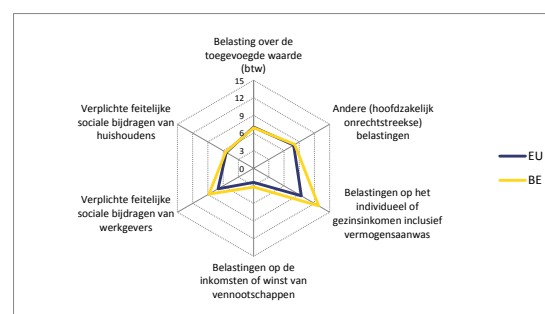 Belasting over de
toegevoegde waarde
(btw)
15
12
9
6
3
0
Andere (hoofdzakelijk
onrechtstreekse)
belastingen
Belastingen op het
individueel of
gezinsinkomen inclusief
vermogensaanwas
Belastingen op de
inkomsten of winst van
vennootschappen
Verplichte feitelijke
sociale bijdragen van
werkgevers
Verplichte feitelijke
sociale bijdragen van
huishoudens
EU
BE